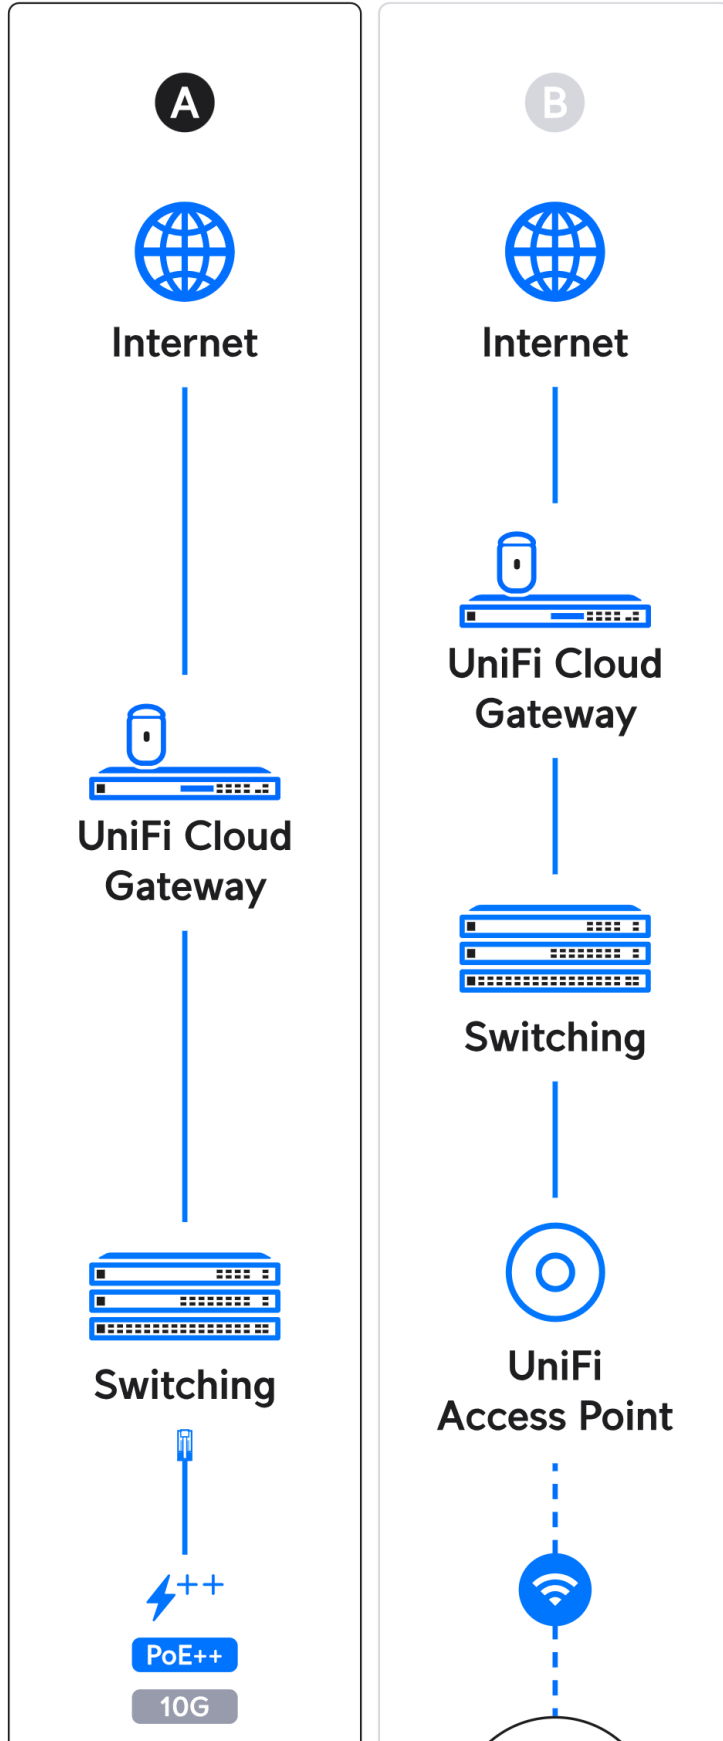 A
Internet
UniFi Cloud
Gateway
Switching
++
PoE++
10G
B
Internet
UniFi Cloud
Gateway
Switching
UniFi
Access Point